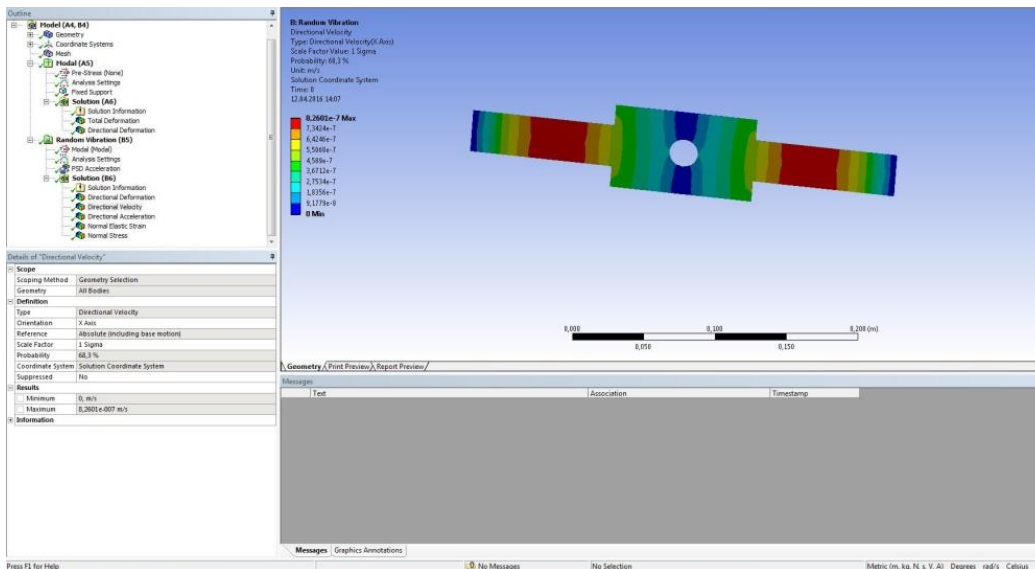 Outline
Model (A4, B4)
Geometry
Coordinate Systems
Mesh
Modal (A5)
Pre-Stress (None)
Analysis Settings
Fixed Support
Solution (A6)
Solution Information
Total Deformation
Directional Deformation
Random Vibration (B5)
Modal (Modal)
Analysis Settings
PSD Acceleration
Solution (B6)
Solution Information
Directional Deformation
Directional Velocity
Directional Acceleration
Normal Elastic Strain
Normal Stress
Details of "Directional Velocity"
Scope
Scoping Method Geometry Selection
Geometry All Bodies
Definition
Type Directional Velocity
Orientation X Axis
Reference Absolute (including base motion)
Scale Factor 1 Sigma
Probability 68,3 %
Coordinate System Solution Coordinate System
Suppressed No
Results
Minimum 0, m/s
Maximum 8,2601e-007 m/s
Information
B: Random Vibration
Directional Velocity
Type: Directional Velocity(X Axis)
Scale Factor Value: 1 Sigma
Probability: 68,3 %
Unit: m/s
Solution Coordinate System
Time: 0
12.04.2016 14:07
8,2601e-7 Max
7,3424e-7
6,4246e-7
5,5068e-7
4,589e-7
3,6712e-7
2,7534e-7
1,8356e-7
9,1779e-8
0 Min
0,000 0,100 0,200 (m)
0,050 0,150
Geometry Print Preview Report Preview
Messages
Text Association Timestamp
Messages Graphics Annotations
Press F1 for Help No Messages No Selection Metric (m, kg, N, s, V, A) Degrees rad/s Celsius